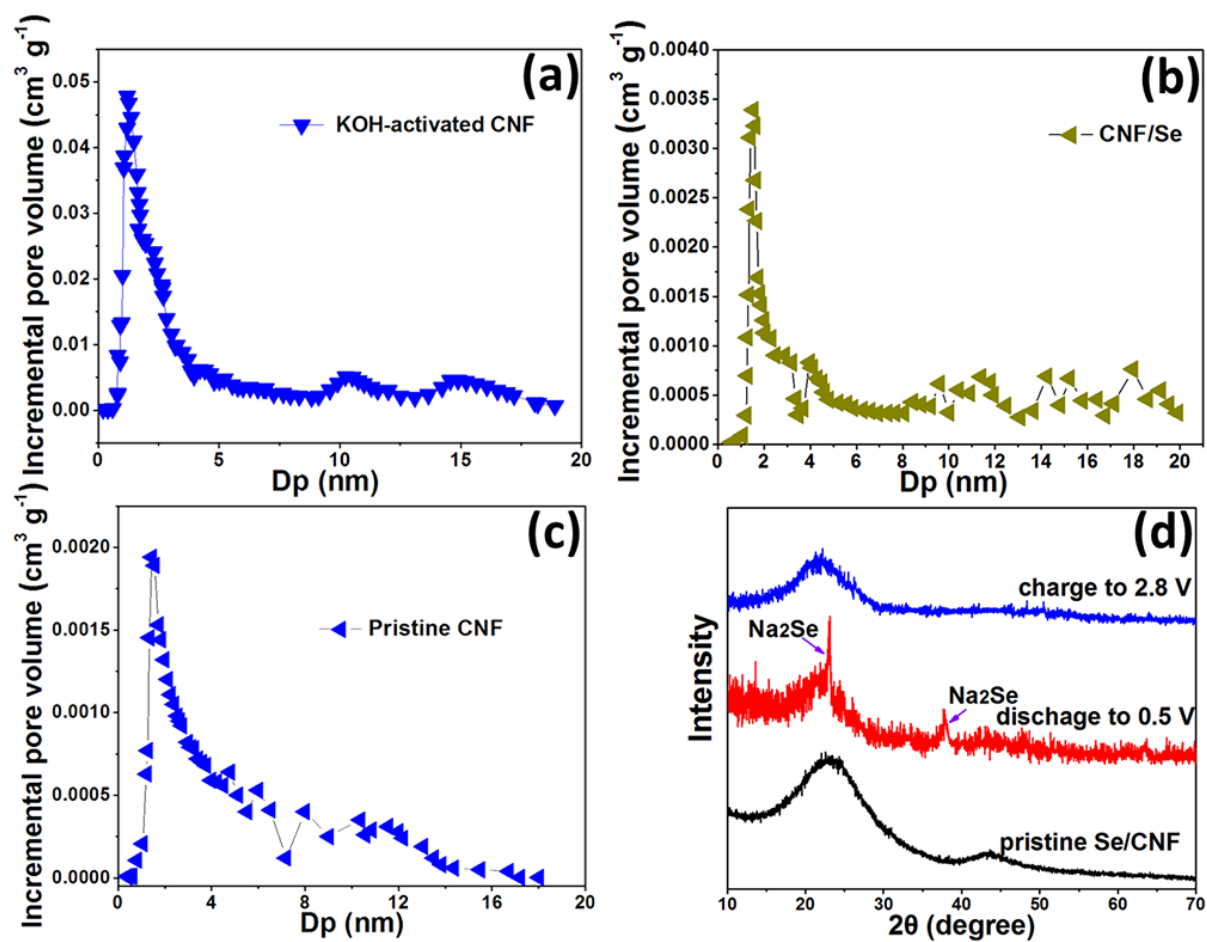 (a)
KOH-activated CNF
Incremental pore volume (cm3 g-1)
0.05
0.04
0.03
0.02
0.01
0.00
0 5 10 15 20
Dp (nm)
(b)
CNF/Se
Incremental pore volume (cm3 g-1)
0.0040
0.0035
0.0030
0.0025
0.0020
0.0015
0.0010
0.0005
0.0000
0 2 4 6 8 10 12 14 16 18 20
Dp (nm)
(c)
Pristine CNF
Incremental pore volume (cm3 g-1)
0.0020
0.0015
0.0010
0.0005
0.0000
0 4 8 12 16 20
Dp (nm)
(d)
charge to 2.8 V
Na2Se
Na2Se
dischage to 0.5 V
pristine Se/CNF
Intensity
10 20 30 40 50 60 70
2θ (degree)